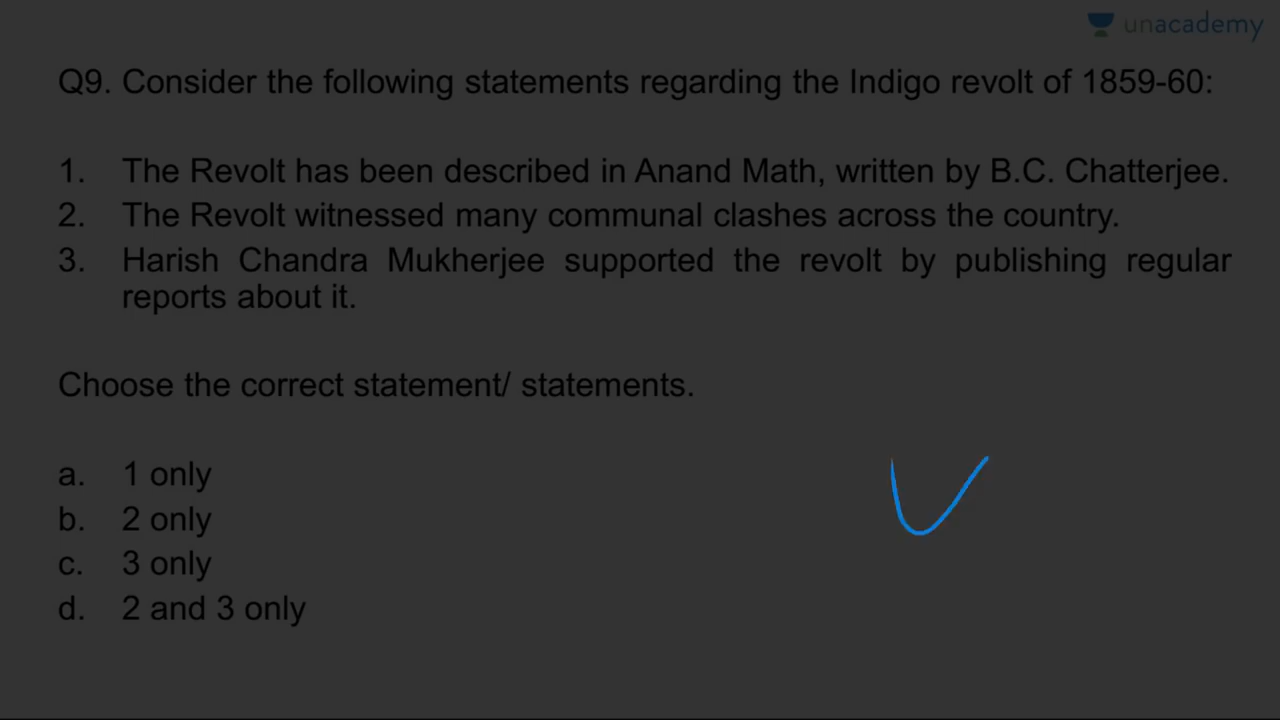 unacademy
Q9. Consider the following statements regarding the Indigo revolt of 1859-60:
1. The Revolt has been described in Anand Math, written by B.C. Chatterjee.
2. The Revolt witnessed many communal clashes across the country.
3. Harish Chandra Mukherjee supported the revolt by publishing regular
reports about it.
Choose the correct statement/ statements.
a. 1 only
b. 2 only
c. 3 only
d. 2 and 3 only